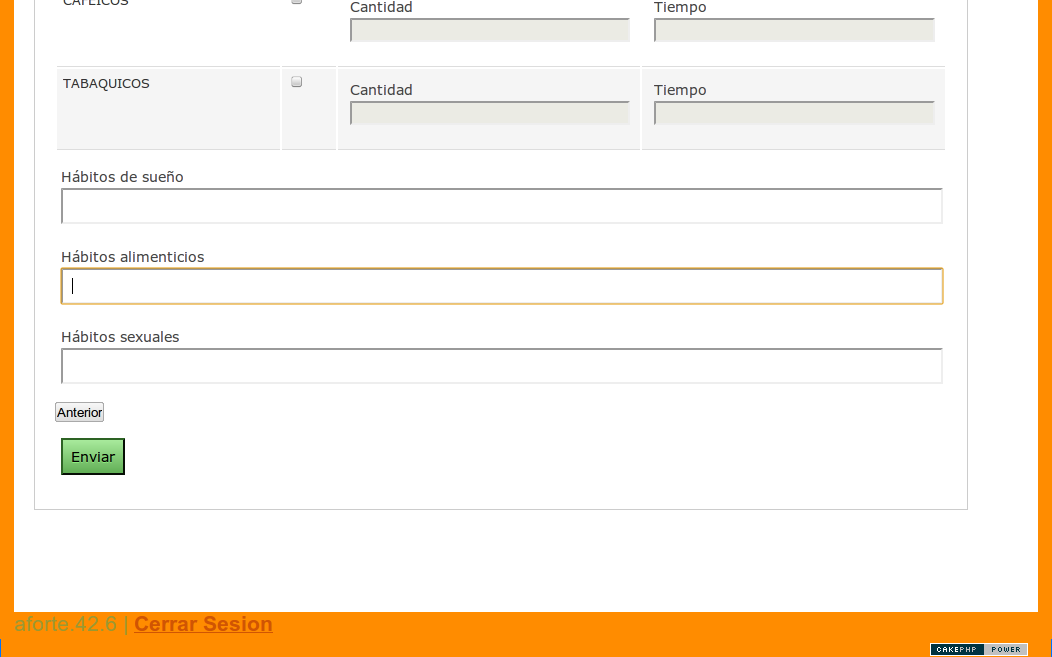 CAFEICOS
Cantidad
Tiempo
TABAQUICOS
Cantidad
Tiempo
Hábitos de sueño
Hábitos alimenticios
Hábitos sexuales
Anterior
Enviar
aforte.42.6 | Cerrar Sesion
CAKEPHP POWER